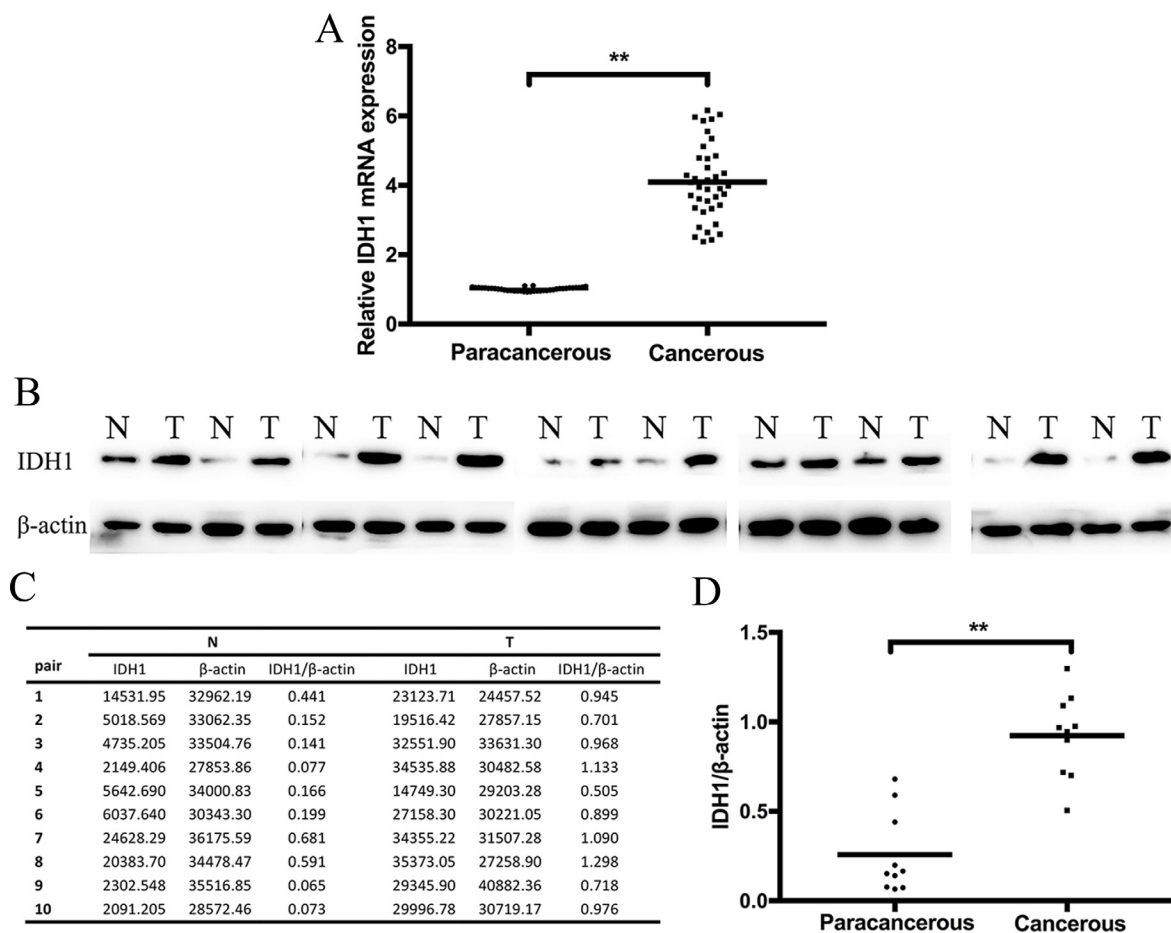 A
Relative IDH1 mRNA expression
8
6
4
2
0
**
Paracancerous Cancerous
B
N T N T N T N T N T N T N T N T N T N T
IDH1
β-actin
C
N T
pair IDH1 β-actin IDH1/β-actin IDH1 β-actin IDH1/β-actin
1 14531.95 32962.19 0.441 23123.71 24457.52 0.945
2 5018.569 33062.35 0.152 19516.42 27857.15 0.701
3 4735.205 33504.76 0.141 32551.90 33631.30 0.968
4 2149.406 27853.86 0.077 34535.88 30482.58 1.133
5 5642.690 34000.83 0.166 14749.30 29203.28 0.505
6 6037.640 30343.30 0.199 27158.30 30221.05 0.899
7 24628.29 36175.59 0.681 34355.22 31507.28 1.090
8 20383.70 34478.47 0.591 35373.05 27258.90 1.298
9 2302.548 35516.85 0.065 29345.90 40882.36 0.718
10 2091.205 28572.46 0.073 29996.78 30719.17 0.976
D
IDH1/β-actin
1.5
1.0
0.5
0.0
**
Paracancerous Cancerous